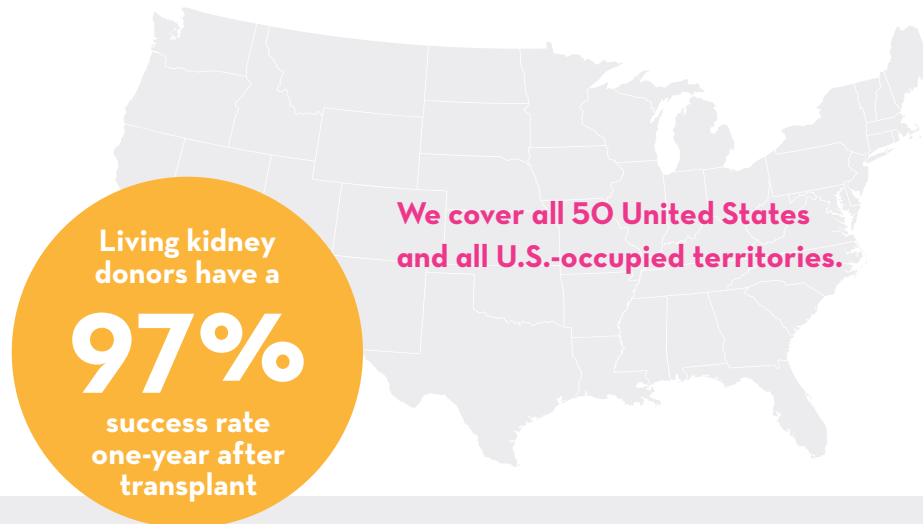 We cover all 50 United States
and all U.S.-occupied territories.
Living kidney
donors have a
97%
success rate
one-year after
transplant